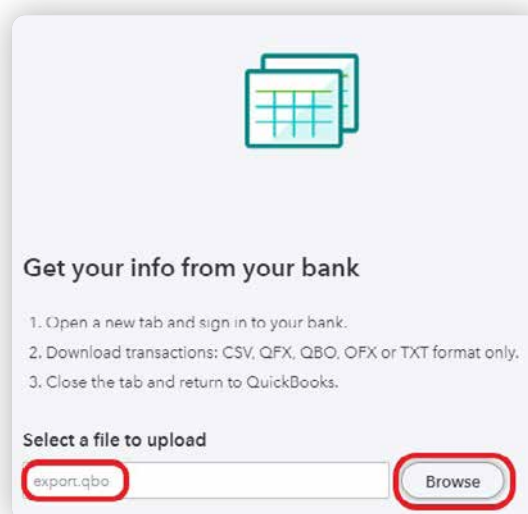 Get your info from your bank
1. Open a new tab and sign in to your bank.
2. Download transactions: CSV, QFX, QBO, OFX or TXT format only.
3. Close the tab and return to QuickBooks.
Select a file to upload
export.qbo
Browse